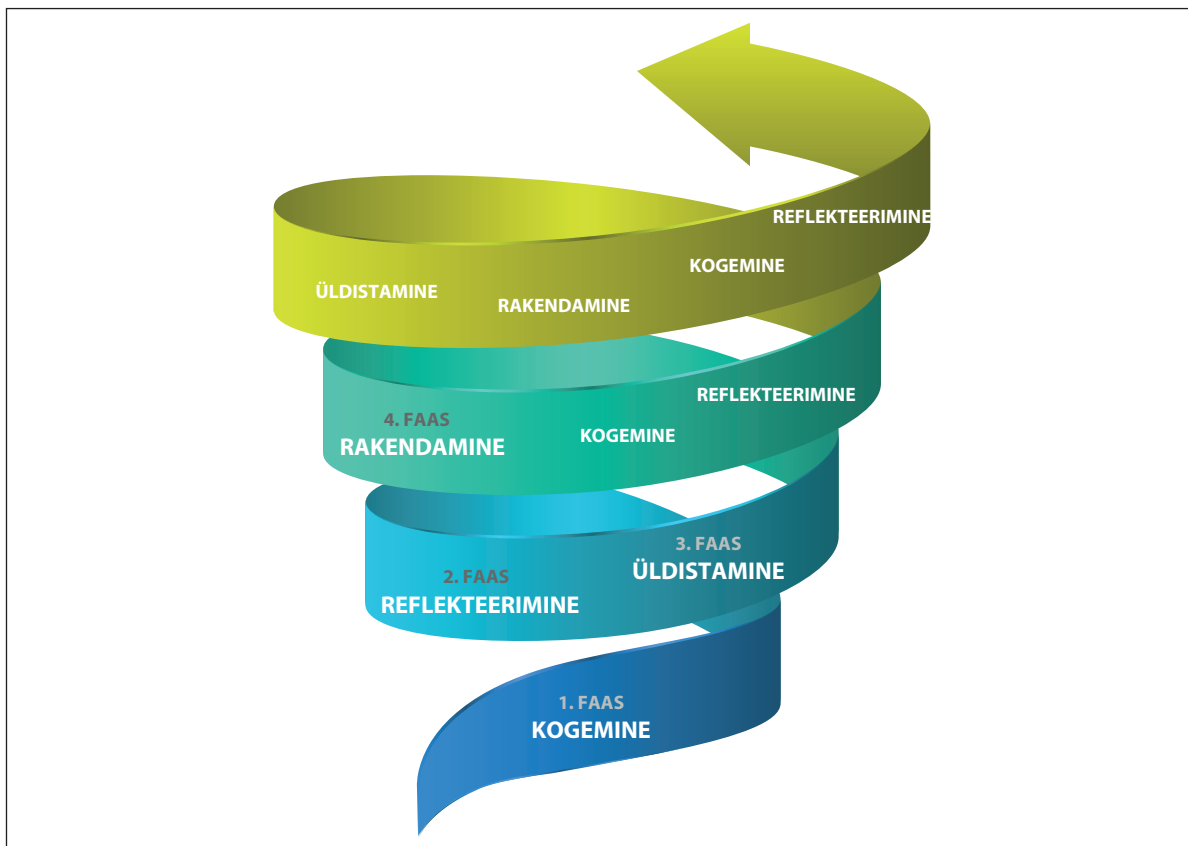 REFLEKTEERIMINE
KOGEMINE
ÜLDISTAMINE
RAKENDAMINE
REFLEKTEERIMINE
4. FAAS
RAKENDAMINE
KOGEMINE
3. FAAS
ÜLDISTAMINE
2. FAAS
REFLEKTEERIMINE
1. FAAS
KOGEMINE